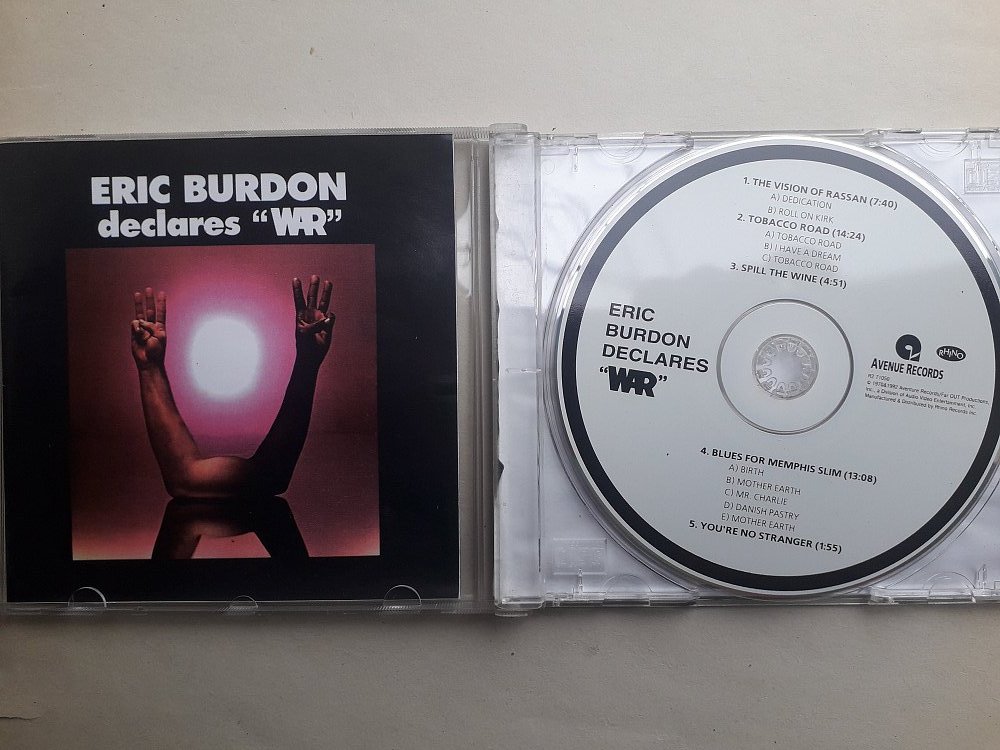 ERIC BURDON
declares “WAR”
1. THE VISION OF RASSAN (7:40)
A) DEDICATION
B) ROLL ON KIRK
2. TOBACCO ROAD (14:24)
A) TOBACCO ROAD
B) I HAVE A DREAM
C) TOBACCO ROAD
3. SPILL THE WINE (4:51)
ERIC
BURDON
DECLARES
“WAR”
AVENUE RECORDS
RHINO
R2 71050
4. BLUES FOR MEMPHIS SLIM (13:08)
A) BIRTH
B) MOTHER EARTH
C) MR. CHARLIE
D) DANISH PASTRY
E) MOTHER EARTH
5. YOU'RE NO STRANGER (1:55)